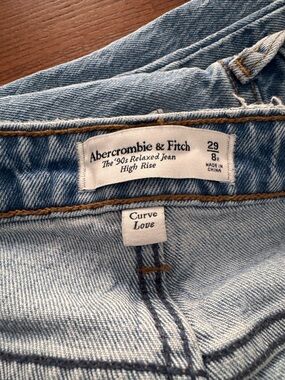 Abercrombie & Fitch
The '90s Relaxed Jean
High Rise
29
8R
MADE IN
CHINA
Curve
Love